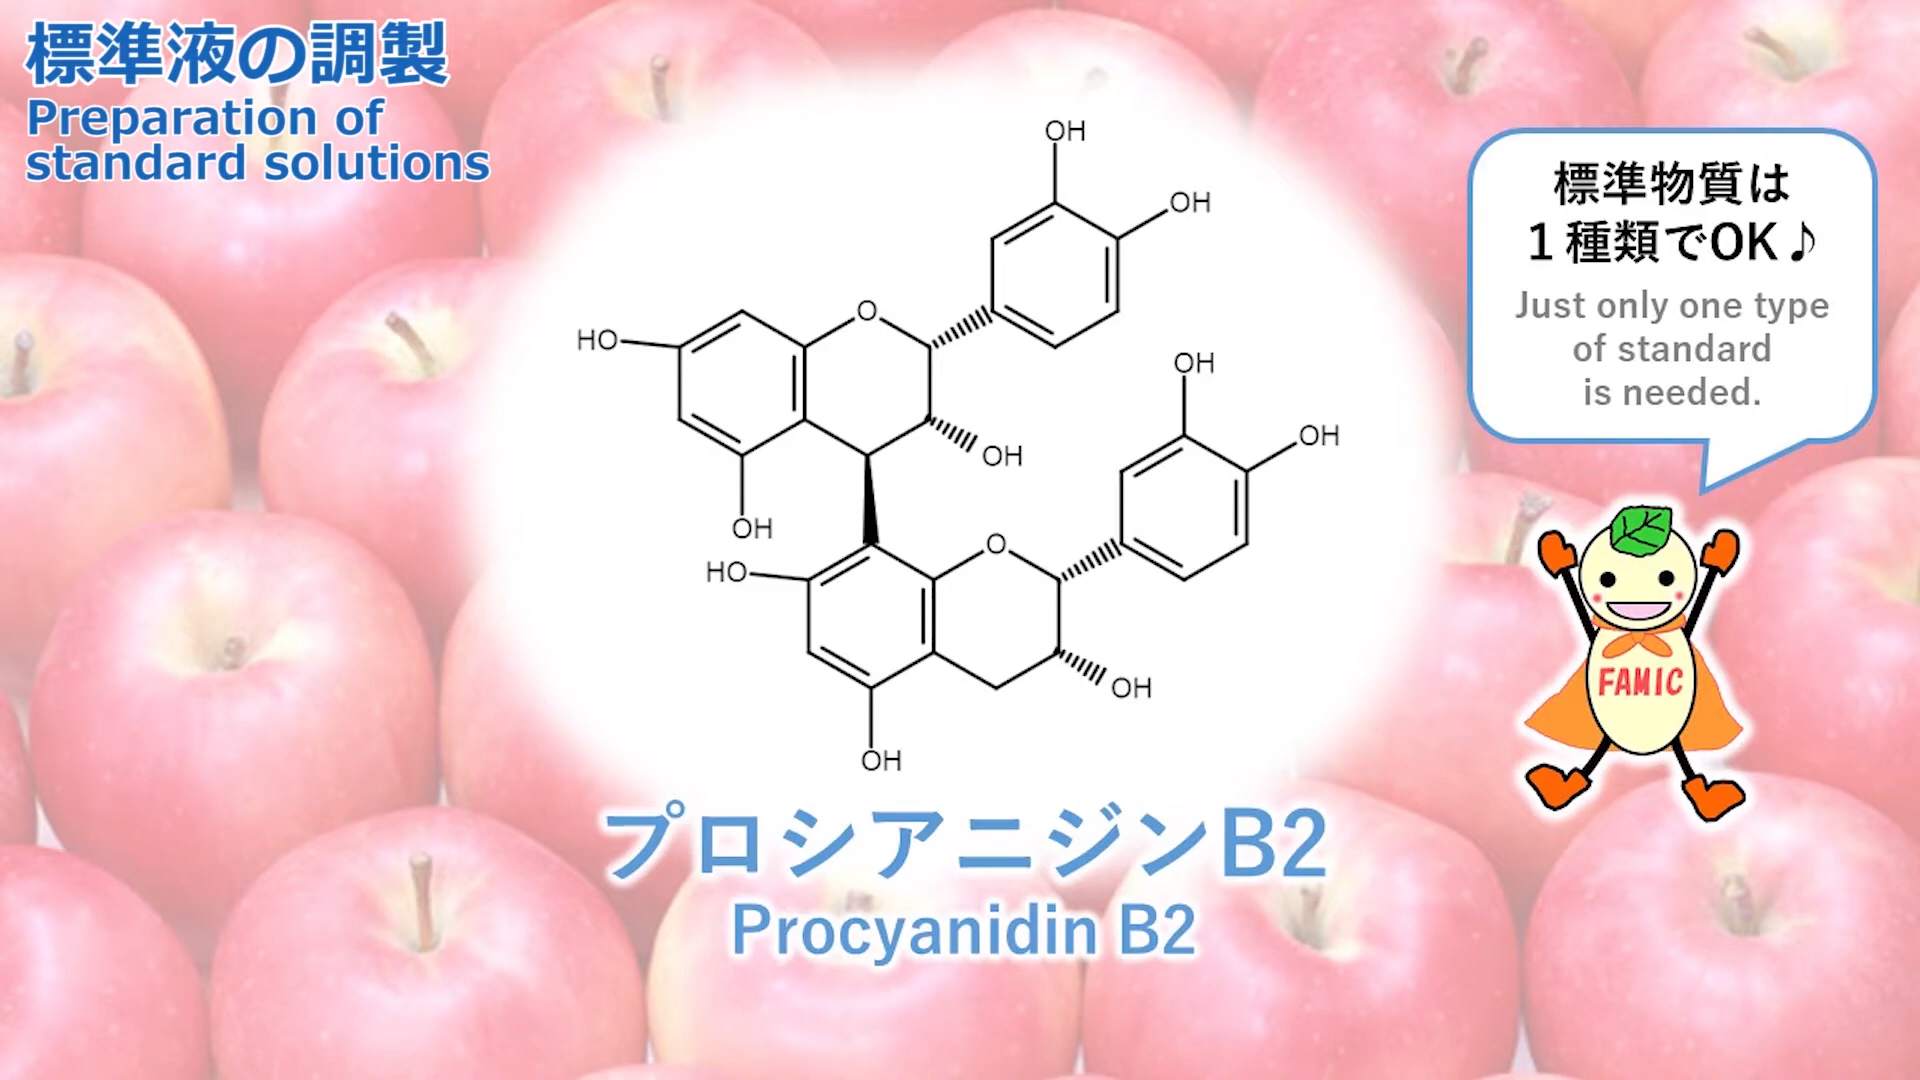 標準液の調製
Preparation of
standard solutions
標準物質は
１種類でOK♪
Just only one type
of standard
is needed.
OH
OH
O
HO
OH
OH
OH
OH
O
HO
OH
OH
FAMIC
プロシアニジンB2
Procyanidin B2